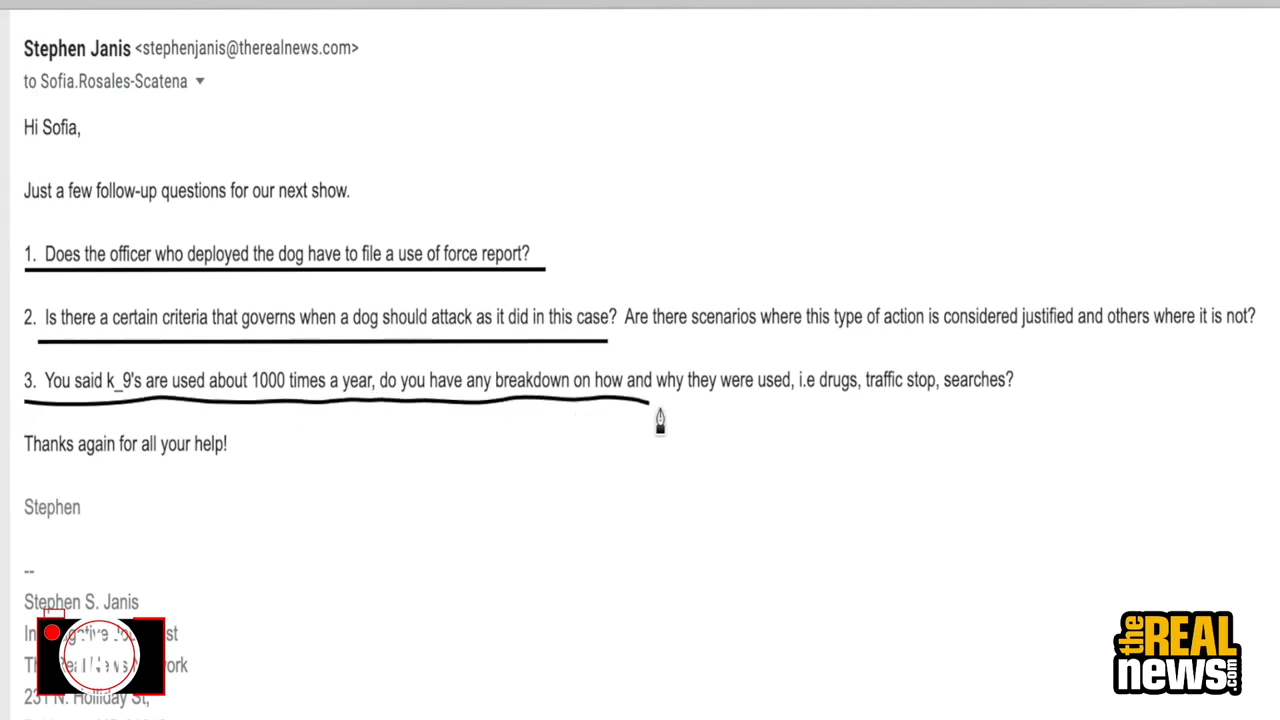 Stephen Janis <stephenjanis@therealnews.com>
to Sofia.Rosales-Scatena
Hi Sofia,
Just a few follow-up questions for our next show.
1. Does the officer who deployed the dog have to file a use of force report?
2. Is there a certain criteria that governs when a dog should attack as it did in this case? Are there scenarios where this type of action is considered justified and others where it is not?
3. You said k_9's are used about 1000 times a year, do you have any breakdown on how and why they were used, i.e drugs, traffic stop, searches?
Thanks again for all your help!
Stephen
--
Stephen S. Janis
231 N. Holliday St,
the REAL
news.com